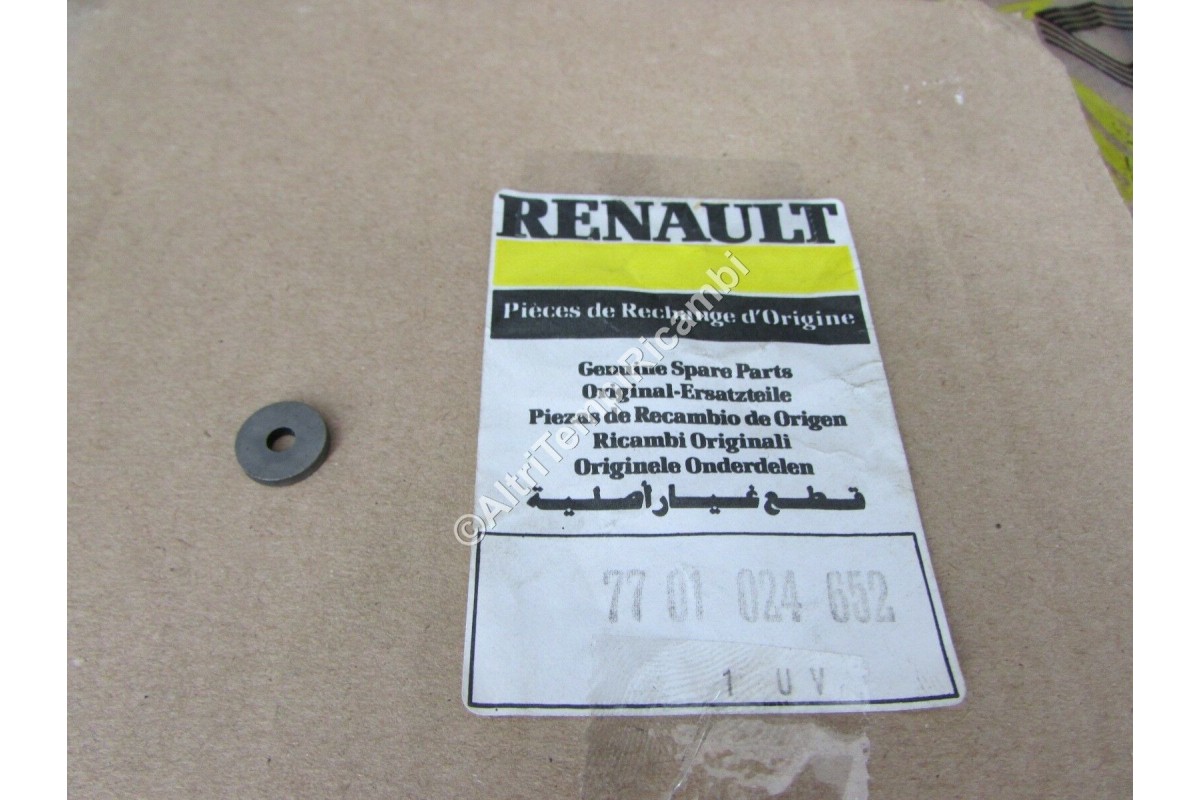 RENAULT
Pièces de Rechange d'Origine
Genuine Spare Parts
Original-Ersatzteile
Piezas de Recambio de Origen
Ricambi Originali
Originele Onderdelen
قطع غيار أصلية
77 01 024 652
1 U V
©AltriTempiRicambi